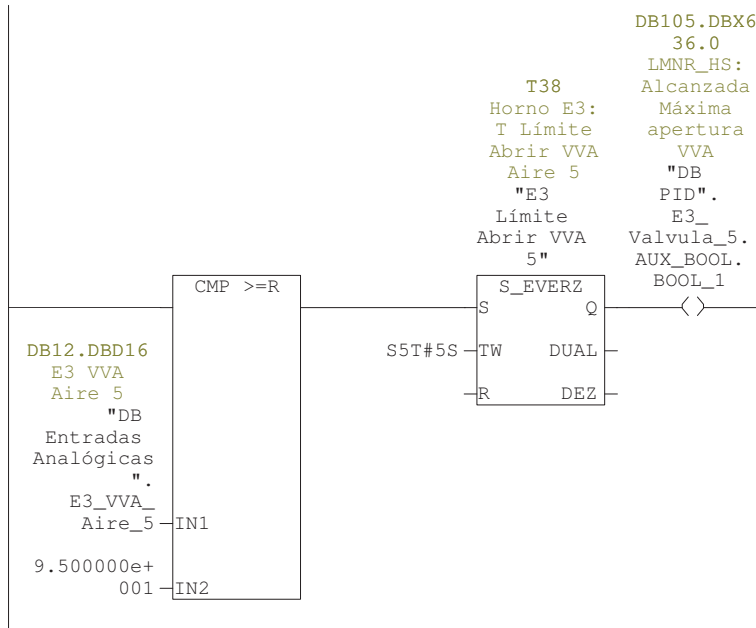 DB105.DBX6
36.0
LMNR_HS:
Alcanzada
Máxima
apertura
VVA
"DB
PID".
E3_
Valvula_5.
AUX_BOOL.
BOOL_1
T38
Horno E3:
T Límite
Abrir VVA
Aire 5
"E3
Límite
Abrir VVA
5"
CMP >=R
S_EVERZ
S
Q
S5T#5S
TW
DUAL
R
DEZ
DB12.DBD16
E3 VVA
Aire 5
"DB
Entradas
Analógicas
".
E3_VVA_
Aire_5
IN1
9.500000e+
001
IN2